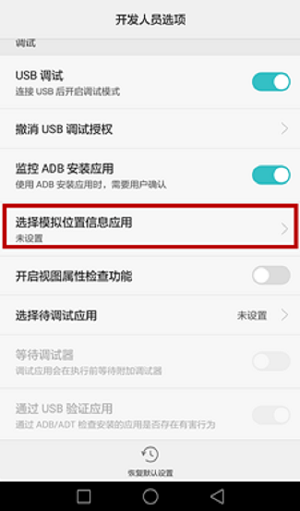 开发人员选项
调试
USB 调试
连接 USB 后开启调试模式
撤消 USB 调试授权
监控 ADB 安装应用
使用 ADB 安装应用时，需要用户确认
选择模拟位置信息应用
未设置
开启视图属性检查功能
选择待调试应用 未设置
等待调试器
调试应用会在执行前等待附加调试器
通过 USB 验证应用
通过 ADB/ADT 检查安装的应用是否存在有害行为
恢复默认设置